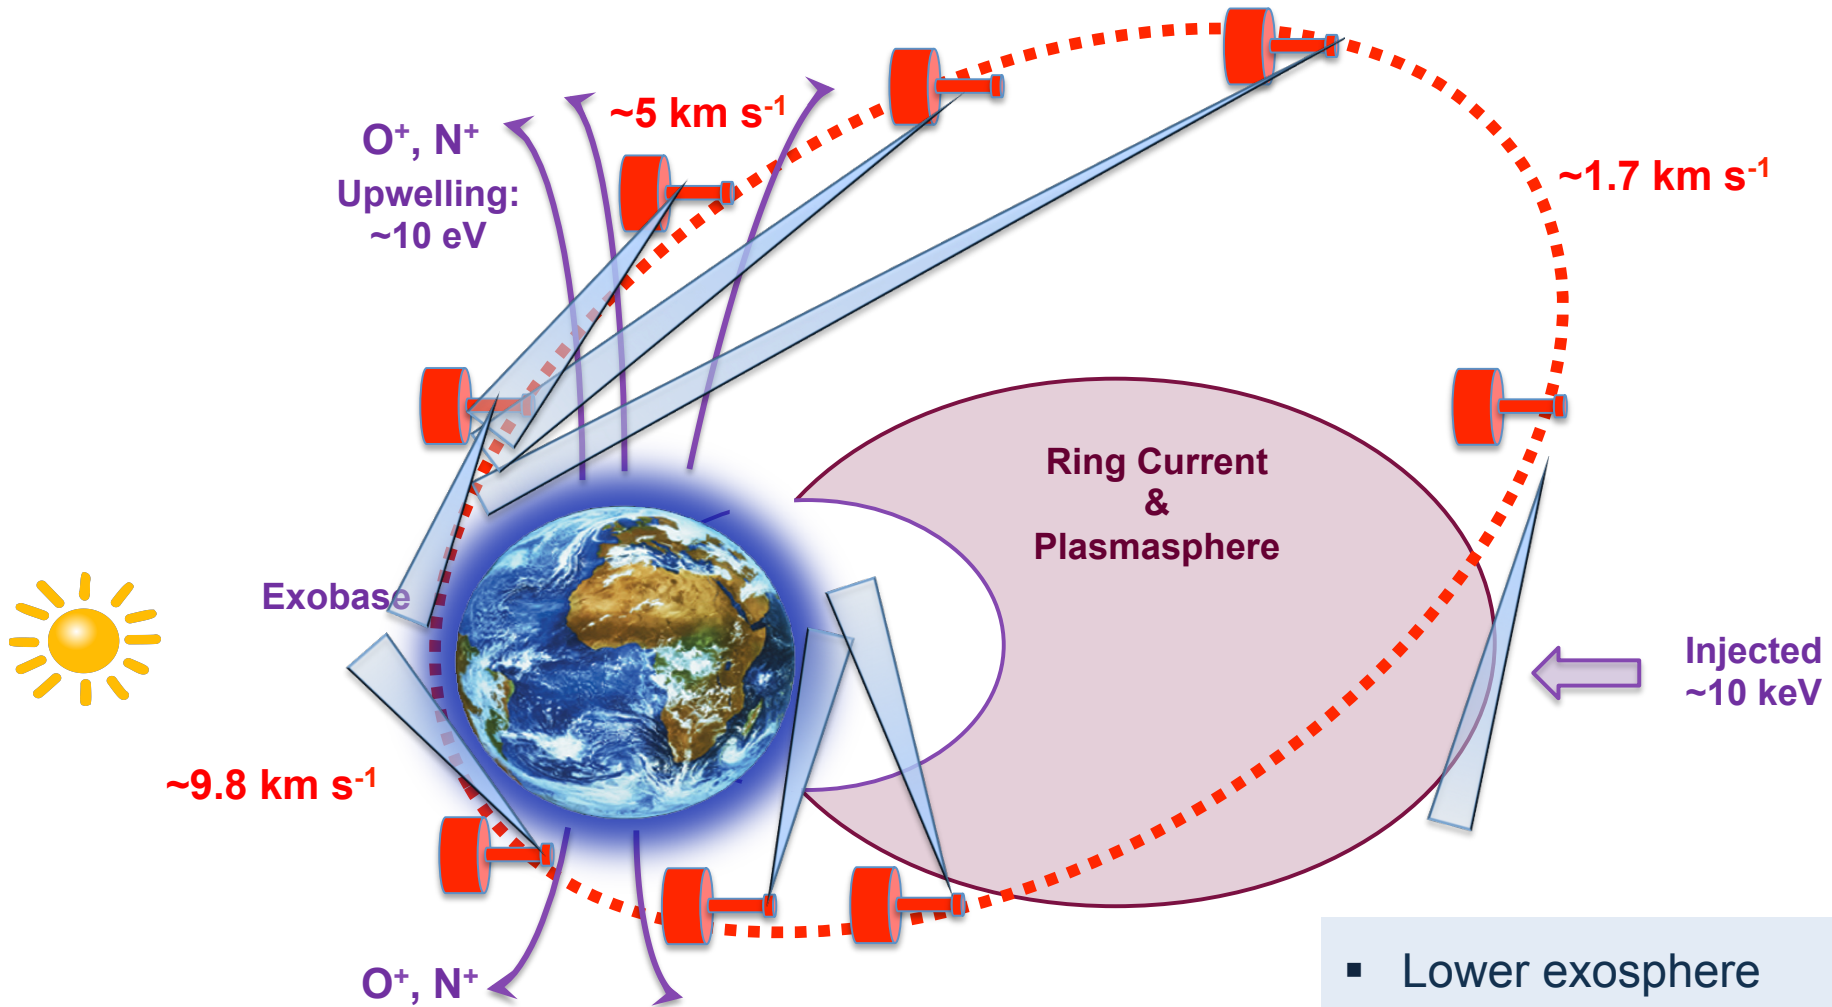 ~5 km s⁻¹
O⁺, N⁺
Upwelling:
~10 eV
~1.7 km s⁻¹
Ring Current
&
Plasmasphere
Exobase
Injected
~10 keV
~9.8 km s⁻¹
O⁺, N⁺
▪ Lower exosphere